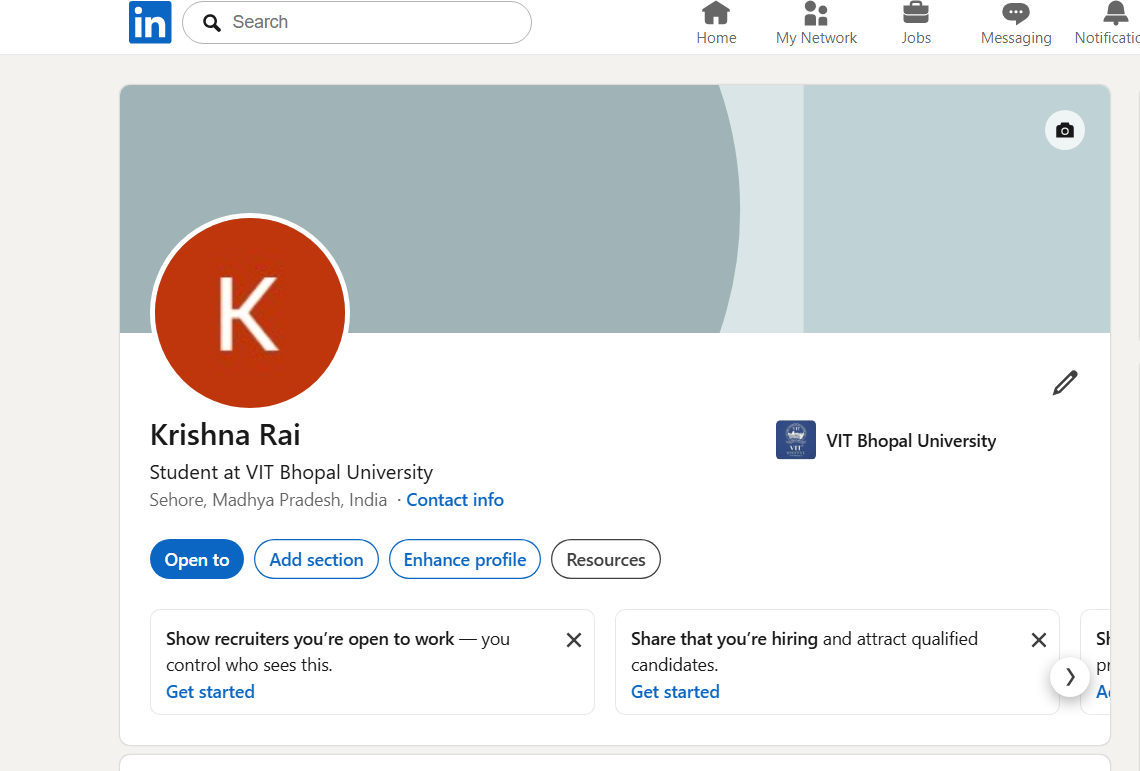 in Search
Home My Network Jobs Messaging Notificatio
K
Krishna Rai
VIT Bhopal University
Student at VIT Bhopal University
Sehore, Madhya Pradesh, India · Contact info
Open to Add section Enhance profile Resources
Show recruiters you're open to work — you
control who sees this.
Get started
Share that you're hiring and attract qualified
candidates.
Get started